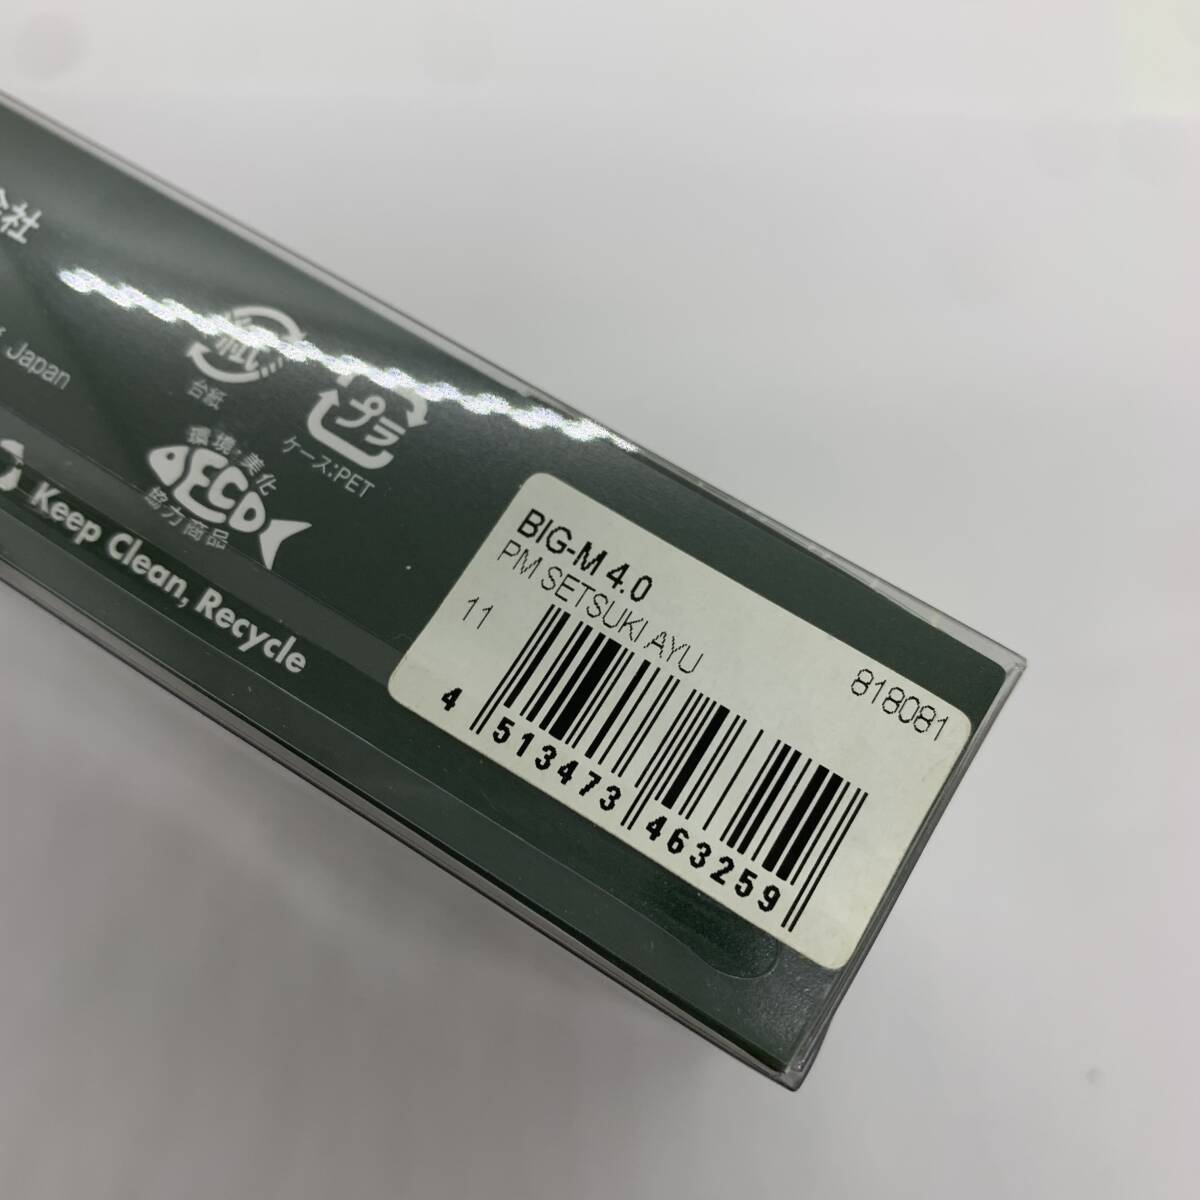 会社
Japan
紙
台紙
プラ
ケース:PET
環境・美化
ECO
協力商品
Keep Clean, Recycle
BIG-M 4.0
PM SETSUKI AYU
11
818081
4 513473 463259